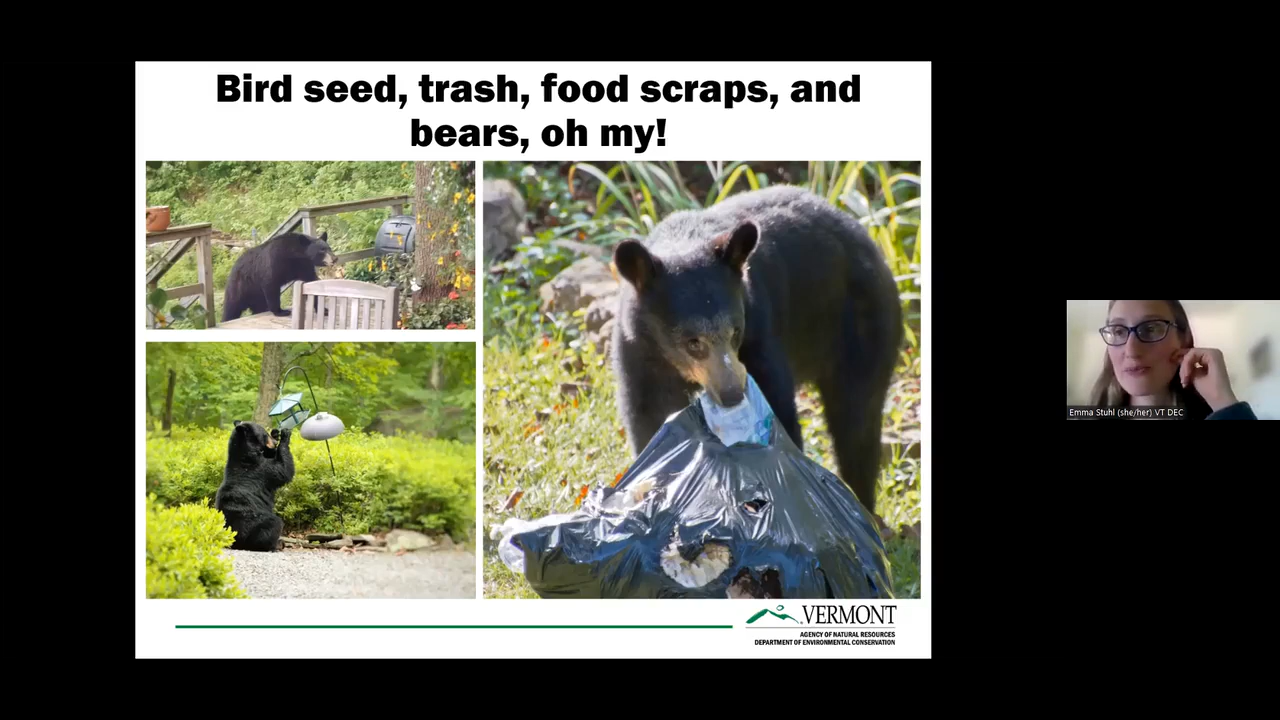 Bird seed, trash, food scraps, and
bears, oh my!
VERMONT
AGENCY OF NATURAL RESOURCES
DEPARTMENT OF ENVIRONMENTAL CONSERVATION
Emma Stuhl (she/her) VT DEC